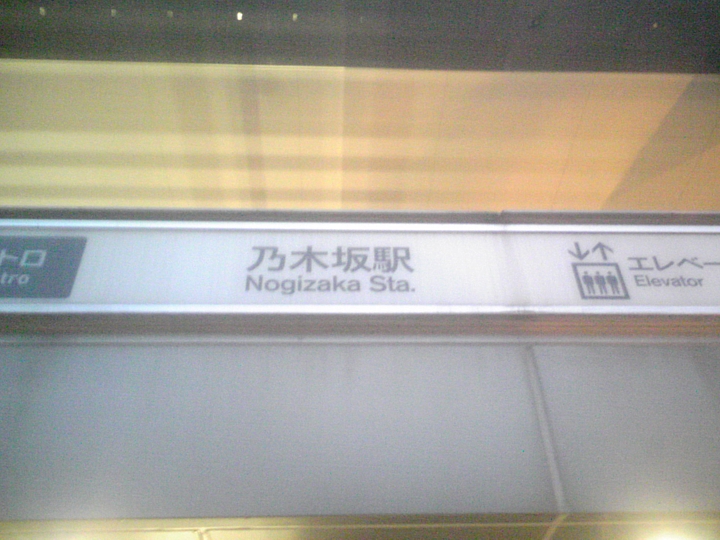 トロ
tro
乃木坂駅
Nogizaka Sta.
エレベー
Elevator